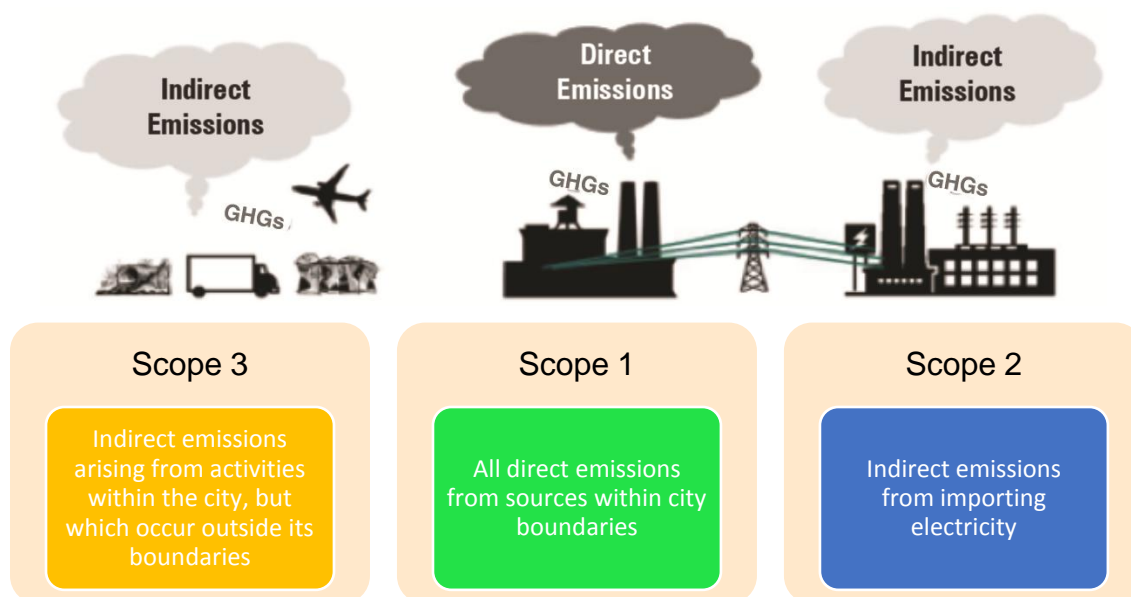 Indirect
Emissions
GHGs
Direct
Emissions
GHGs
Indirect
Emissions
GHGs
Scope 3
Indirect emissions
arising from activities
within the city, but
which occur outside its
boundaries
Scope 1
All direct emissions
from sources within city
boundaries
Scope 2
Indirect emissions
from importing
electricity